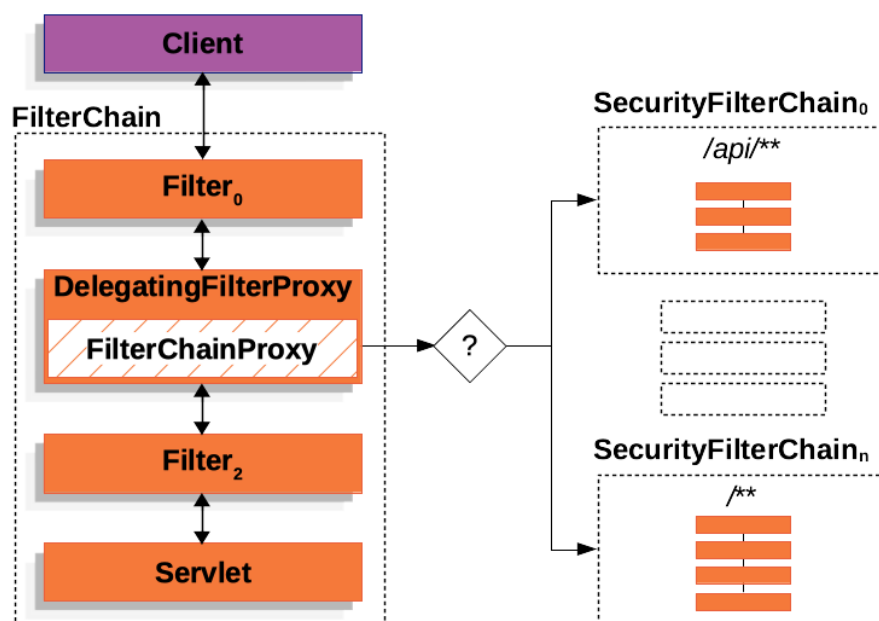 Client
FilterChain
Filter0
DelegatingFilterProxy
FilterChainProxy
Filter2
Servlet
?
SecurityFilterChain0
/api/**
SecurityFilterChainn
/**